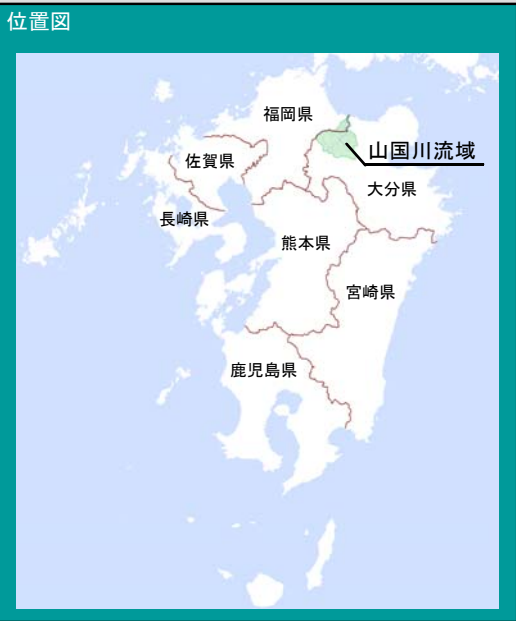 位置図
福岡県
山国川流域
佐賀県
大分県
長崎県
熊本県
宮崎県
鹿児島県